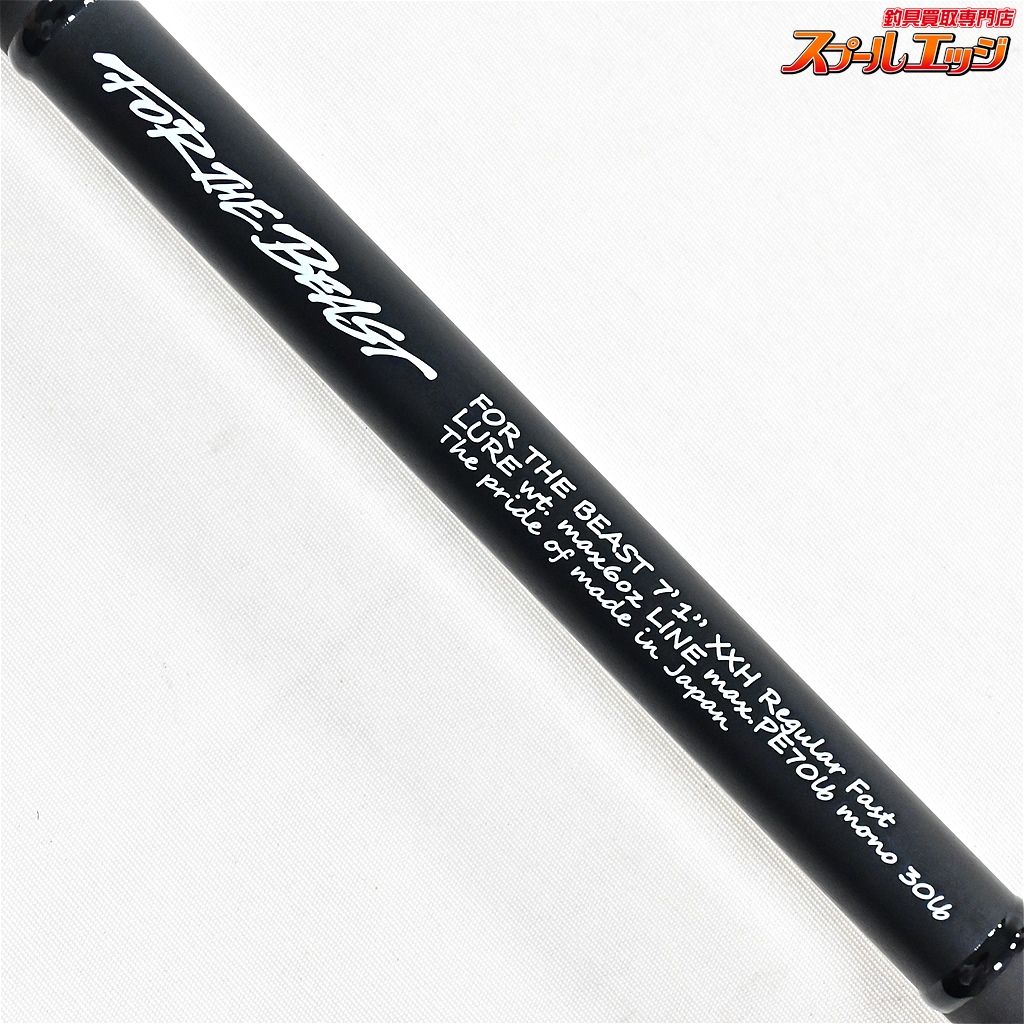 釣具買取専門店
スプールエッジ
FOR THE BEAST
FOR THE BEAST 7'1" XXH Regular Fast
LURE wt. max6oz LINE max.PE70lb mono 30lb
The pride of made in Japan